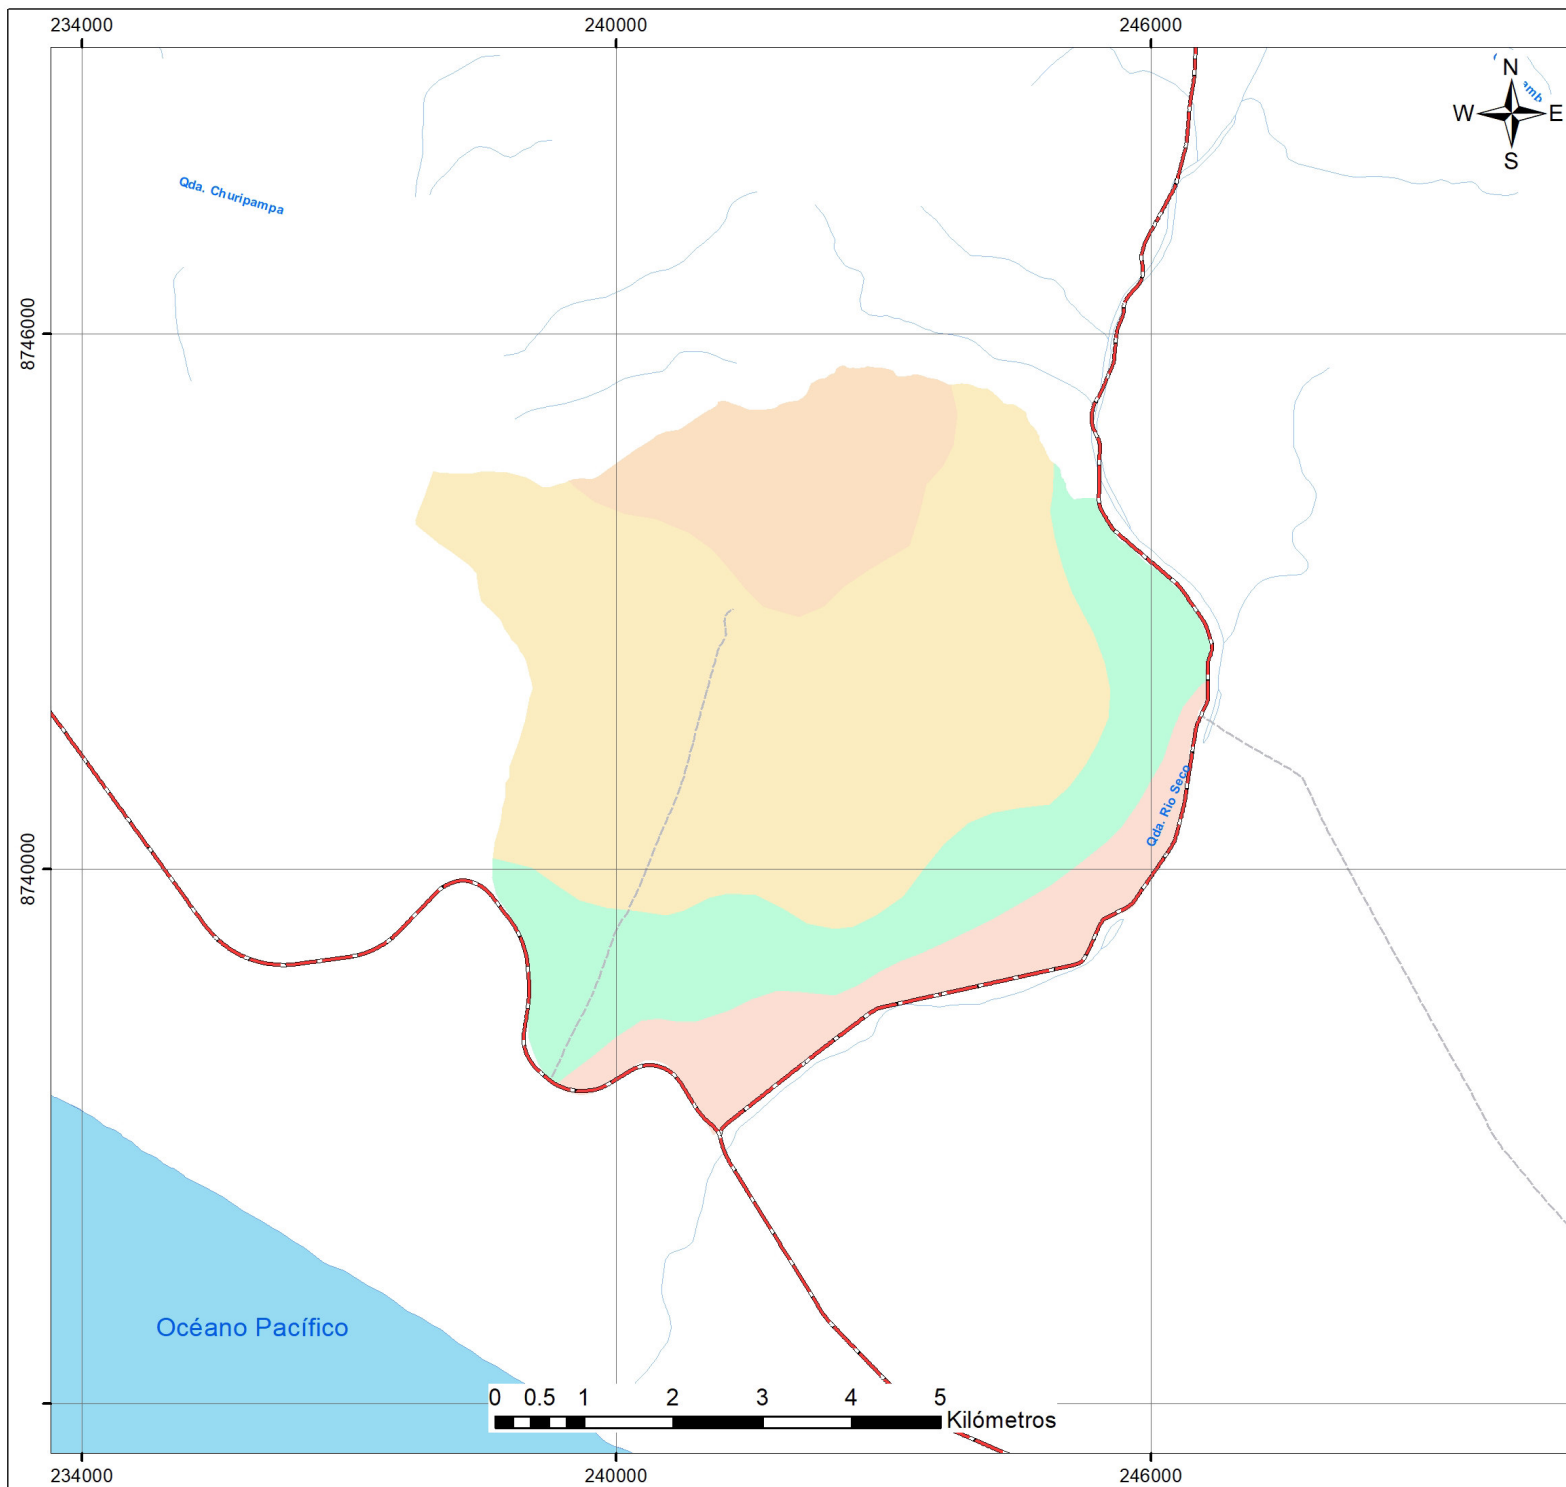 234000 240000 246000
N
W E
S
amb
Qda. Churipampa
8746000
Qda. Rio Seco
8740000
Océano Pacífico
0 0.5 1 2 3 4 5
Kilómetros
234000 240000 246000